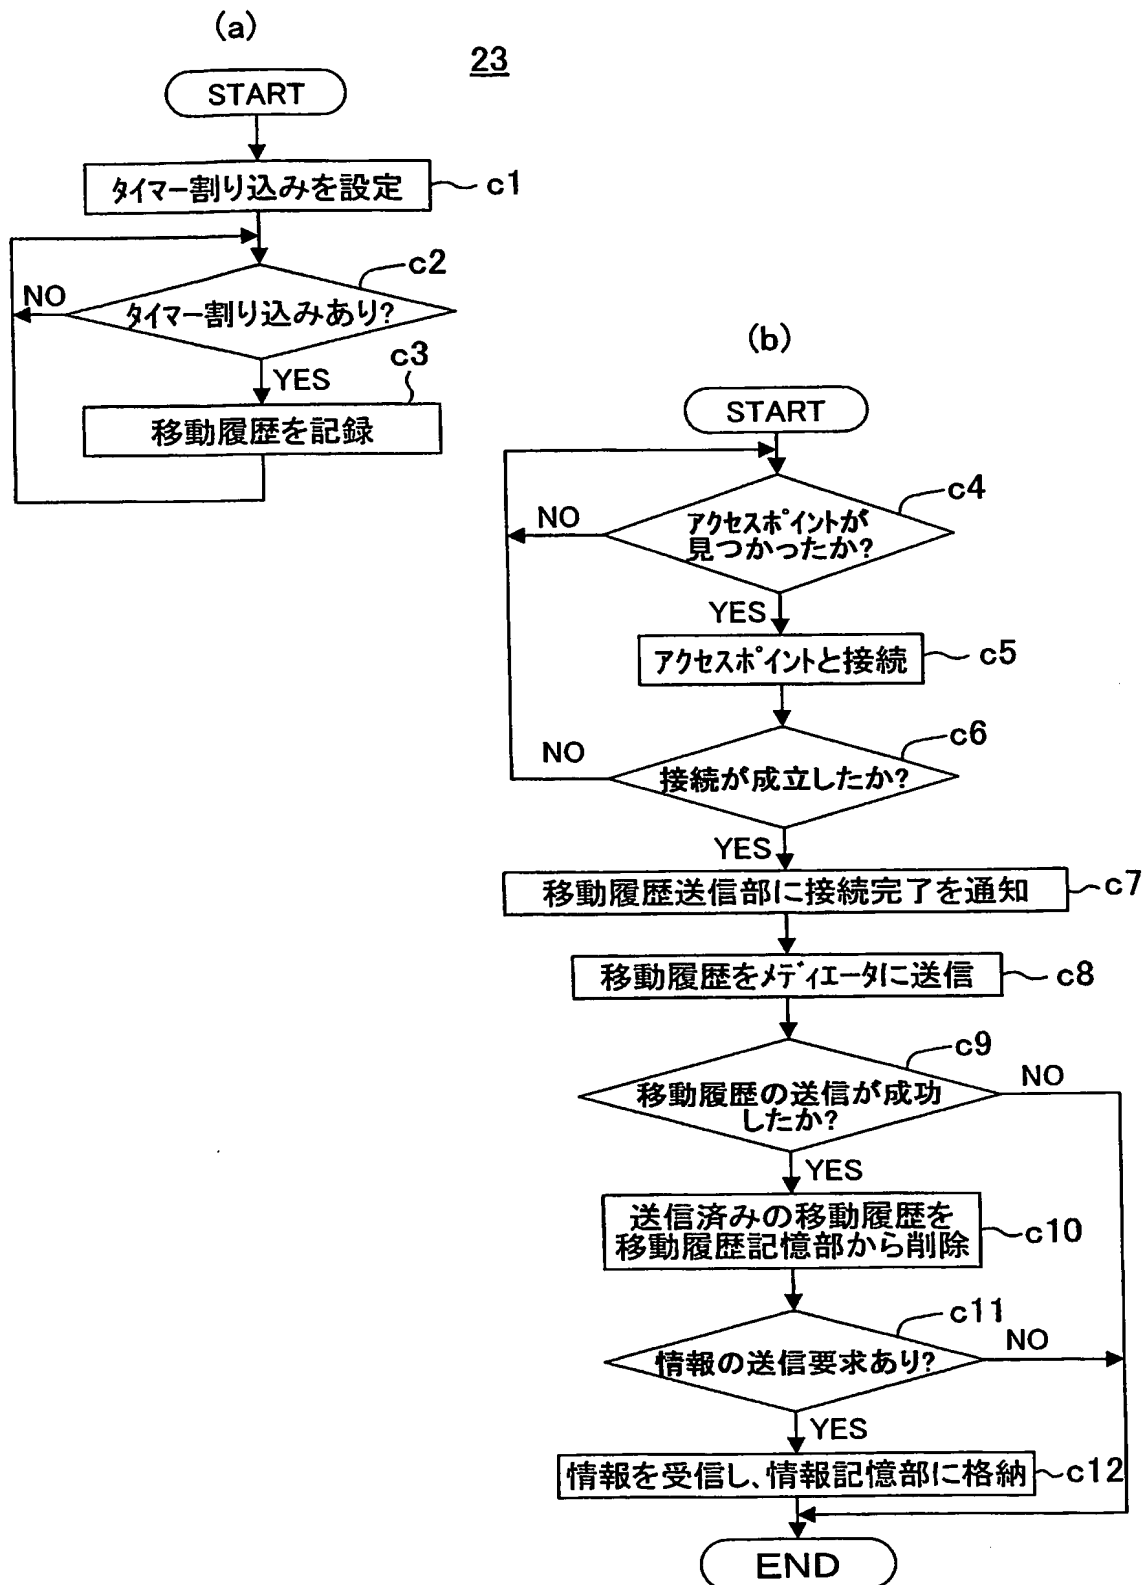 (a)
23
START
タイマー割り込みを設定
c1
c2
NO
タイマー割り込みあり?
c3
YES
移動履歴を記録
(b)
START
c4
NO
アクセスポイントが
見つかったか?
YES
アクセスポイントと接続
c5
c6
NO
接続が成立したか?
YES
移動履歴送信部に接続完了を通知
c7
移動履歴をメディエータに送信
c8
c9
NO
移動履歴の送信が成功
したか?
YES
送信済みの移動履歴を
移動履歴記憶部から削除
c10
c11
NO
情報の送信要求あり?
YES
情報を受信し、情報記憶部に格納
c12
END